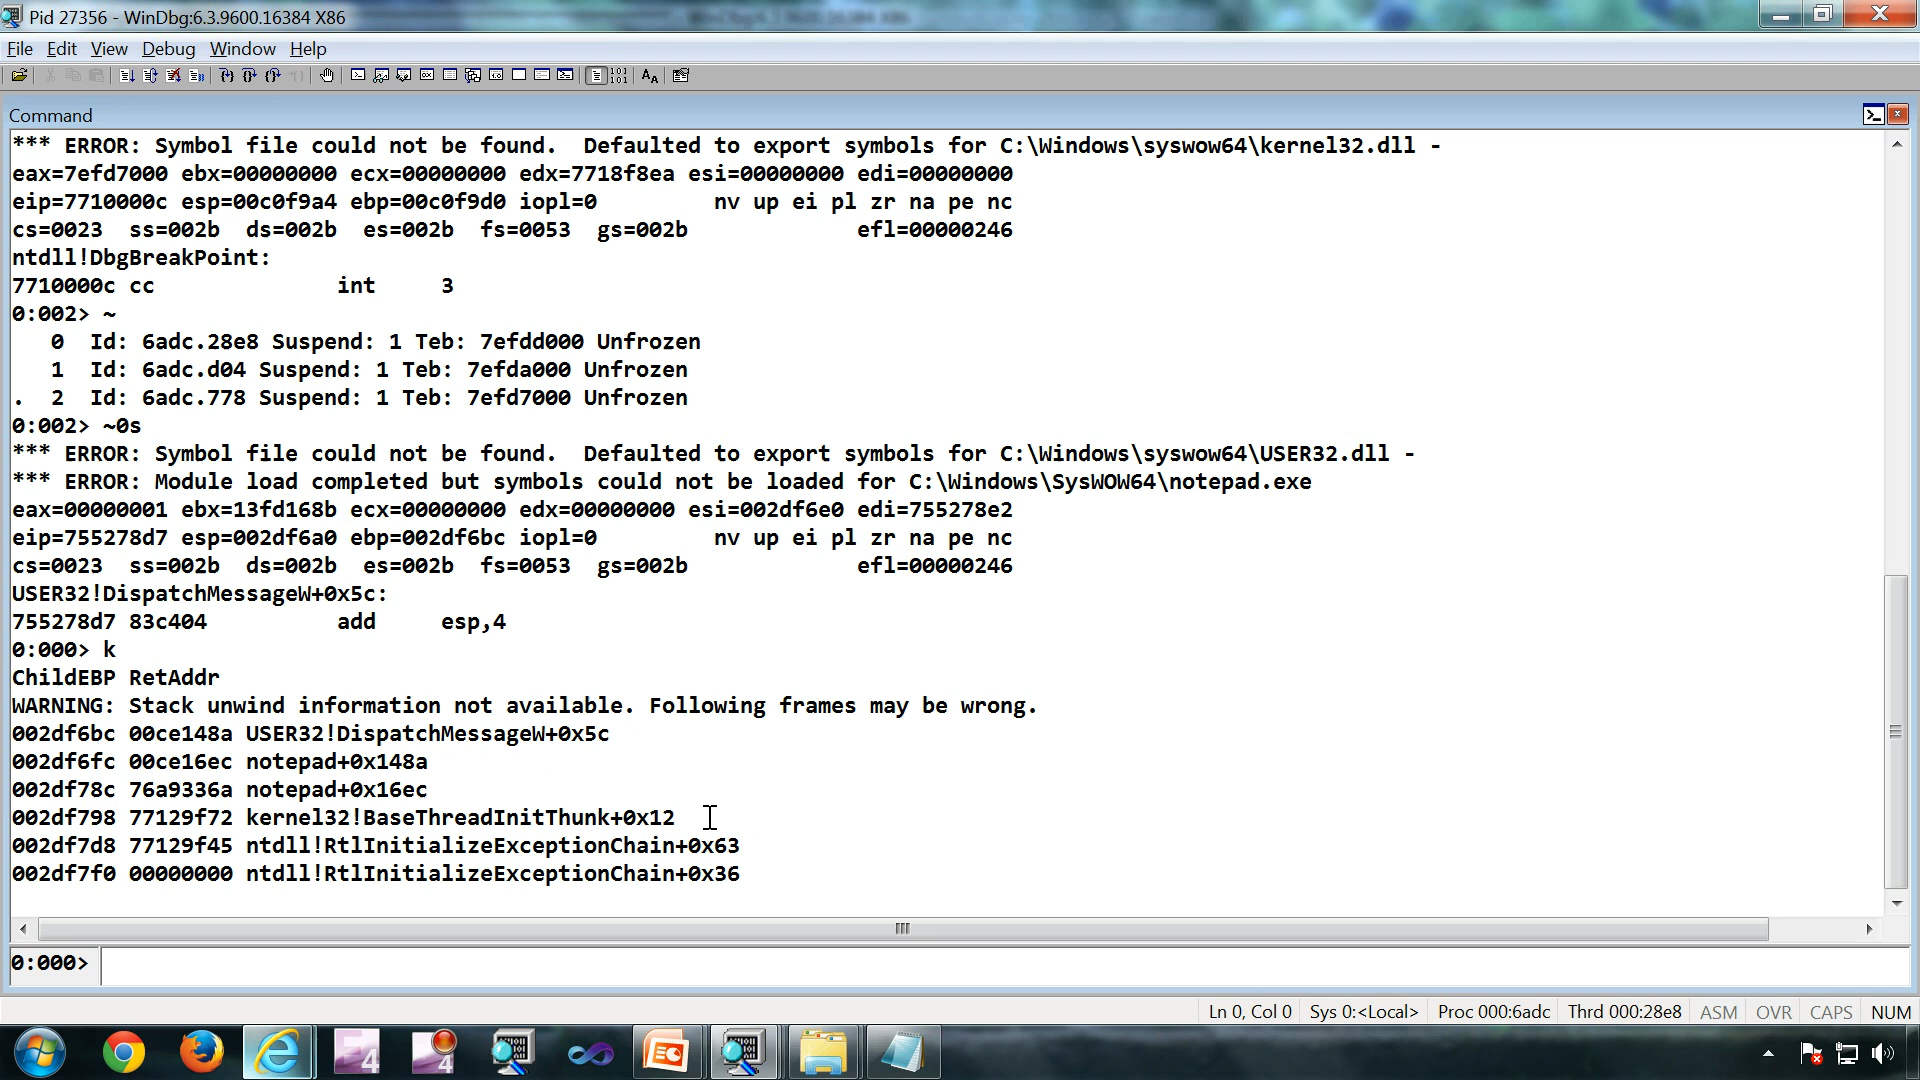 Pid 27356 - WinDbg:6.3.9600.16384 X86
File Edit View Debug Window Help
Command
*** ERROR: Symbol file could not be found.  Defaulted to export symbols for C:\Windows\syswow64\kernel32.dll -
eax=7efd7000 ebx=00000000 ecx=00000000 edx=7718f8ea esi=00000000 edi=00000000
eip=7710000c esp=00c0f9a4 ebp=00c0f9d0 iopl=0         nv up ei pl zr na pe nc
cs=0023  ss=002b  ds=002b  es=002b  fs=0053  gs=002b             efl=00000246
ntdll!DbgBreakPoint:
7710000c cc              int     3
0:002> ~
   0  Id: 6adc.28e8 Suspend: 1 Teb: 7efdd000 Unfrozen
   1  Id: 6adc.d04 Suspend: 1 Teb: 7efda000 Unfrozen
.  2  Id: 6adc.778 Suspend: 1 Teb: 7efd7000 Unfrozen
0:002> ~0s
*** ERROR: Symbol file could not be found.  Defaulted to export symbols for C:\Windows\syswow64\USER32.dll -
*** ERROR: Module load completed but symbols could not be loaded for C:\Windows\SysWOW64\notepad.exe
eax=00000001 ebx=13fd168b ecx=00000000 edx=00000000 esi=002df6e0 edi=755278e2
eip=755278d7 esp=002df6a0 ebp=002df6bc iopl=0         nv up ei pl zr na pe nc
cs=0023  ss=002b  ds=002b  es=002b  fs=0053  gs=002b             efl=00000246
USER32!DispatchMessageW+0x5c:
755278d7 83c404          add     esp,4
0:000> k
ChildEBP RetAddr
WARNING: Stack unwind information not available. Following frames may be wrong.
002df6bc 00ce148a USER32!DispatchMessageW+0x5c
002df6fc 00ce16ec notepad+0x148a
002df78c 76a9336a notepad+0x16ec
002df798 77129f72 kernel32!BaseThreadInitThunk+0x12
002df7d8 77129f45 ntdll!RtlInitializeExceptionChain+0x63
002df7f0 00000000 ntdll!RtlInitializeExceptionChain+0x36
0:000>
Ln 0, Col 0 Sys 0:<Local> Proc 000:6adc Thrd 000:28e8 ASM OVR CAPS NUM